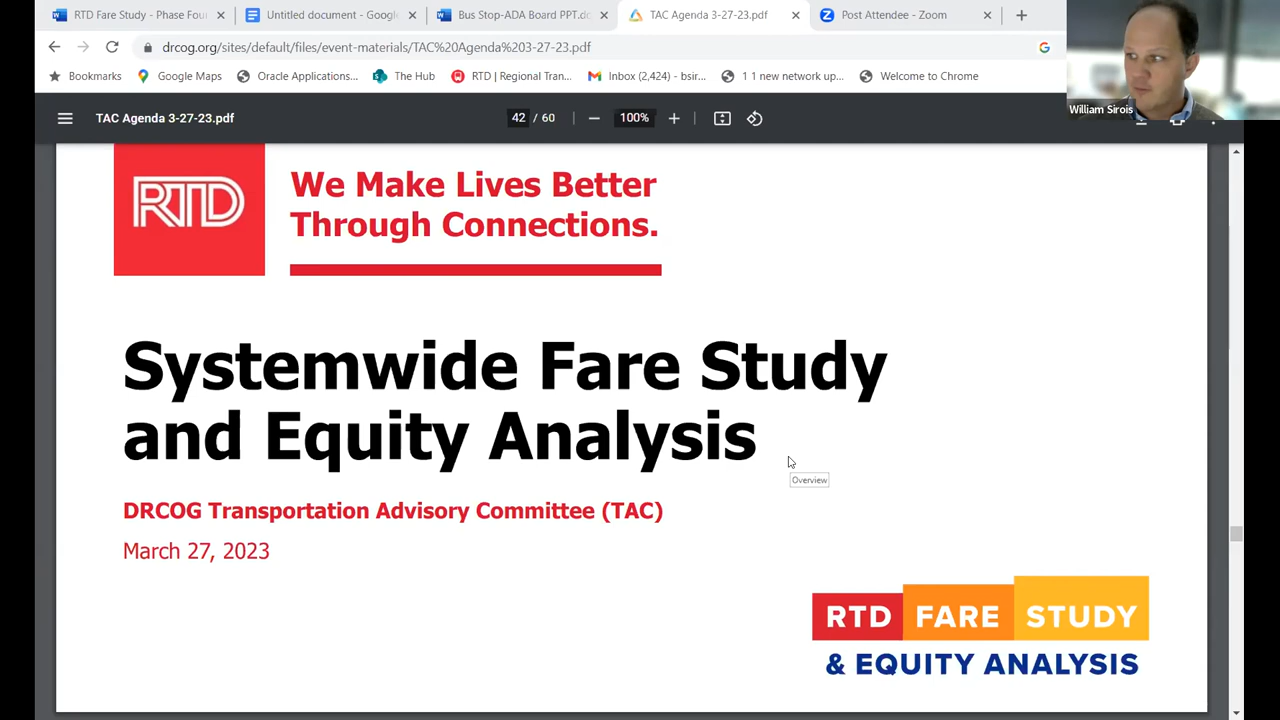 RTD Fare Study - Phase Four
Untitled document - Google
Bus Stop-ADA Board PPT.do
TAC Agenda 3-27-23.pdf
Post Attendee - Zoom
drcog.org/sites/default/files/event-materials/TAC%20Agenda%203-27-23.pdf
Bookmarks
Google Maps
Oracle Applications...
The Hub
RTD | Regional Tran...
Inbox (2,424) - bsir...
1 1 new network up...
Welcome to Chrome
William Sirois
TAC Agenda 3-27-23.pdf
42 / 60
100%
RTD
We Make Lives Better
Through Connections.
Systemwide Fare Study
and Equity Analysis
Overview
DRCOG Transportation Advisory Committee (TAC)
March 27, 2023
RTD FARE STUDY
& EQUITY ANALYSIS